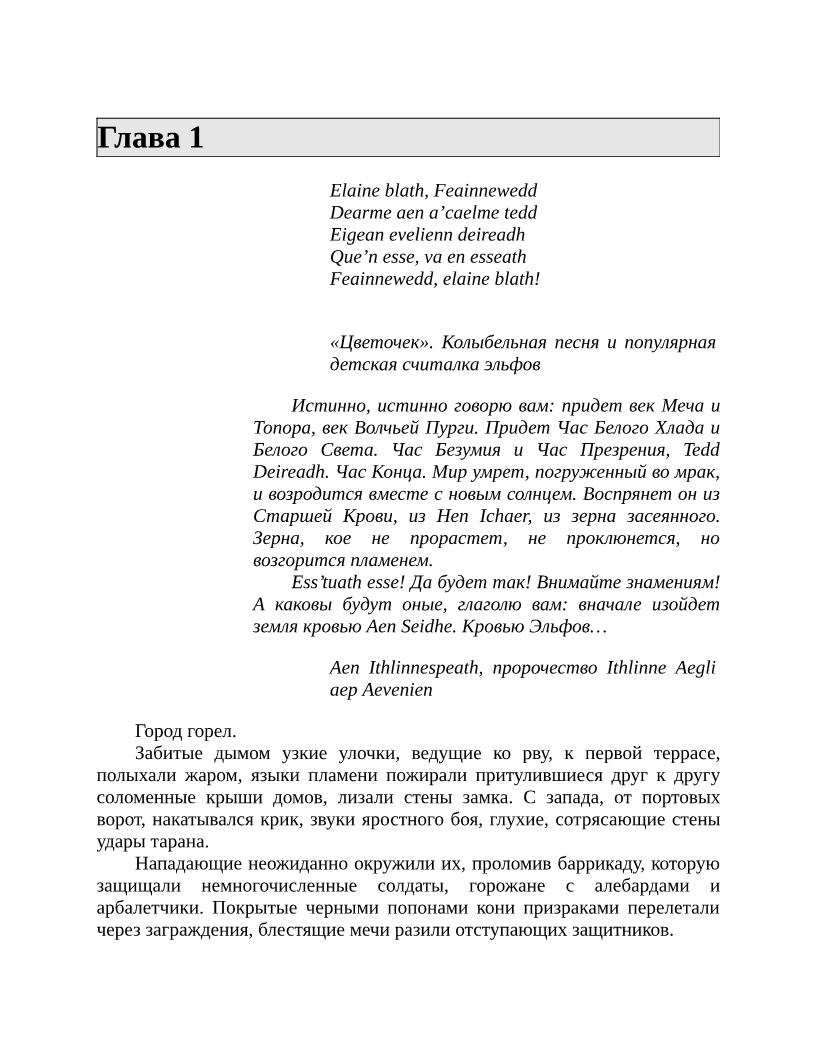 Глава 1
Elaine blath, Feainnewedd
Dearme aen a’caelme tedd
Eigean evelienn deireadh
Que’n esse, va en esseath
Feainnewedd, elaine blath!
«Цветочек». Колыбельная песня и популярная
детская считалка эльфов
Истинно, истинно говорю вам: придет век Меча и
Топора, век Волчьей Пурги. Придет Час Белого Хлада и
Белого Света. Час Безумия и Час Презрения, Tedd
Deireadh. Час Конца. Мир умрет, погруженный во мрак,
и возродится вместе с новым солнцем. Воспрянет он из
Старшей Крови, из Hen Ichaer, из зерна засеянного.
Зерна, кое не прорастет, не проклюнется, но
возгорится пламенем.
Ess’tuath esse! Да будет так! Внимайте знамениям!
А каковы будут оные, глаголю вам: вначале изойдет
земля кровью Aen Seidhe. Кровью Эльфов…
Aen Ithlinnespeath, пророчество Ithlinne Aegli
aep Aevenien
Город горел.
Забитые дымом узкие улочки, ведущие ко рву, к первой террасе,
полыхали жаром, языки пламени пожирали притулившиеся друг к другу
соломенные крыши домов, лизали стены замка. С запада, от портовых
ворот, накатывался крик, звуки яростного боя, глухие, сотрясающие стены
удары тарана.
Нападающие неожиданно окружили их, проломив баррикаду, которую
защищали немногочисленные солдаты, горожане с алебардами и
арбалетчики. Покрытые черными попонами кони призраками перелетали
через заграждения, блестящие мечи разили отступающих защитников.